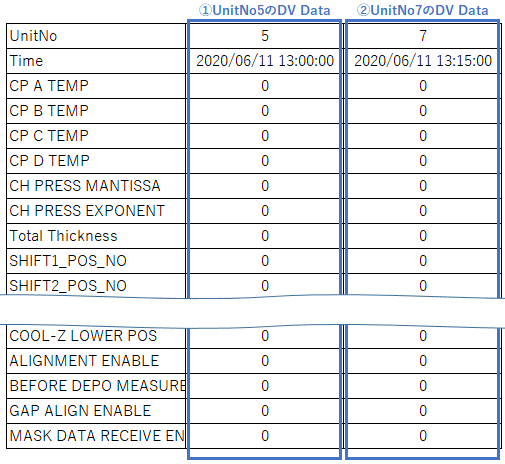 ①UnitNo5のDV Data ②UnitNo7のDV Data
UnitNo 5 7
Time 2020/06/11 13:00:00 2020/06/11 13:15:00
CP A TEMP 0 0
CP B TEMP 0 0
CP C TEMP 0 0
CP D TEMP 0 0
CH PRESS MANTISSA 0 0
CH PRESS EXPONENT 0 0
Total Thickness 0 0
SHIFT1_POS_NO 0 0
SHIFT2_POS_NO 0 0
COOL-Z LOWER POS 0 0
ALIGNMENT ENABLE 0 0
BEFORE DEPO MEASURE 0 0
GAP ALIGN ENABLE 0 0
MASK DATA RECEIVE EN 0 0